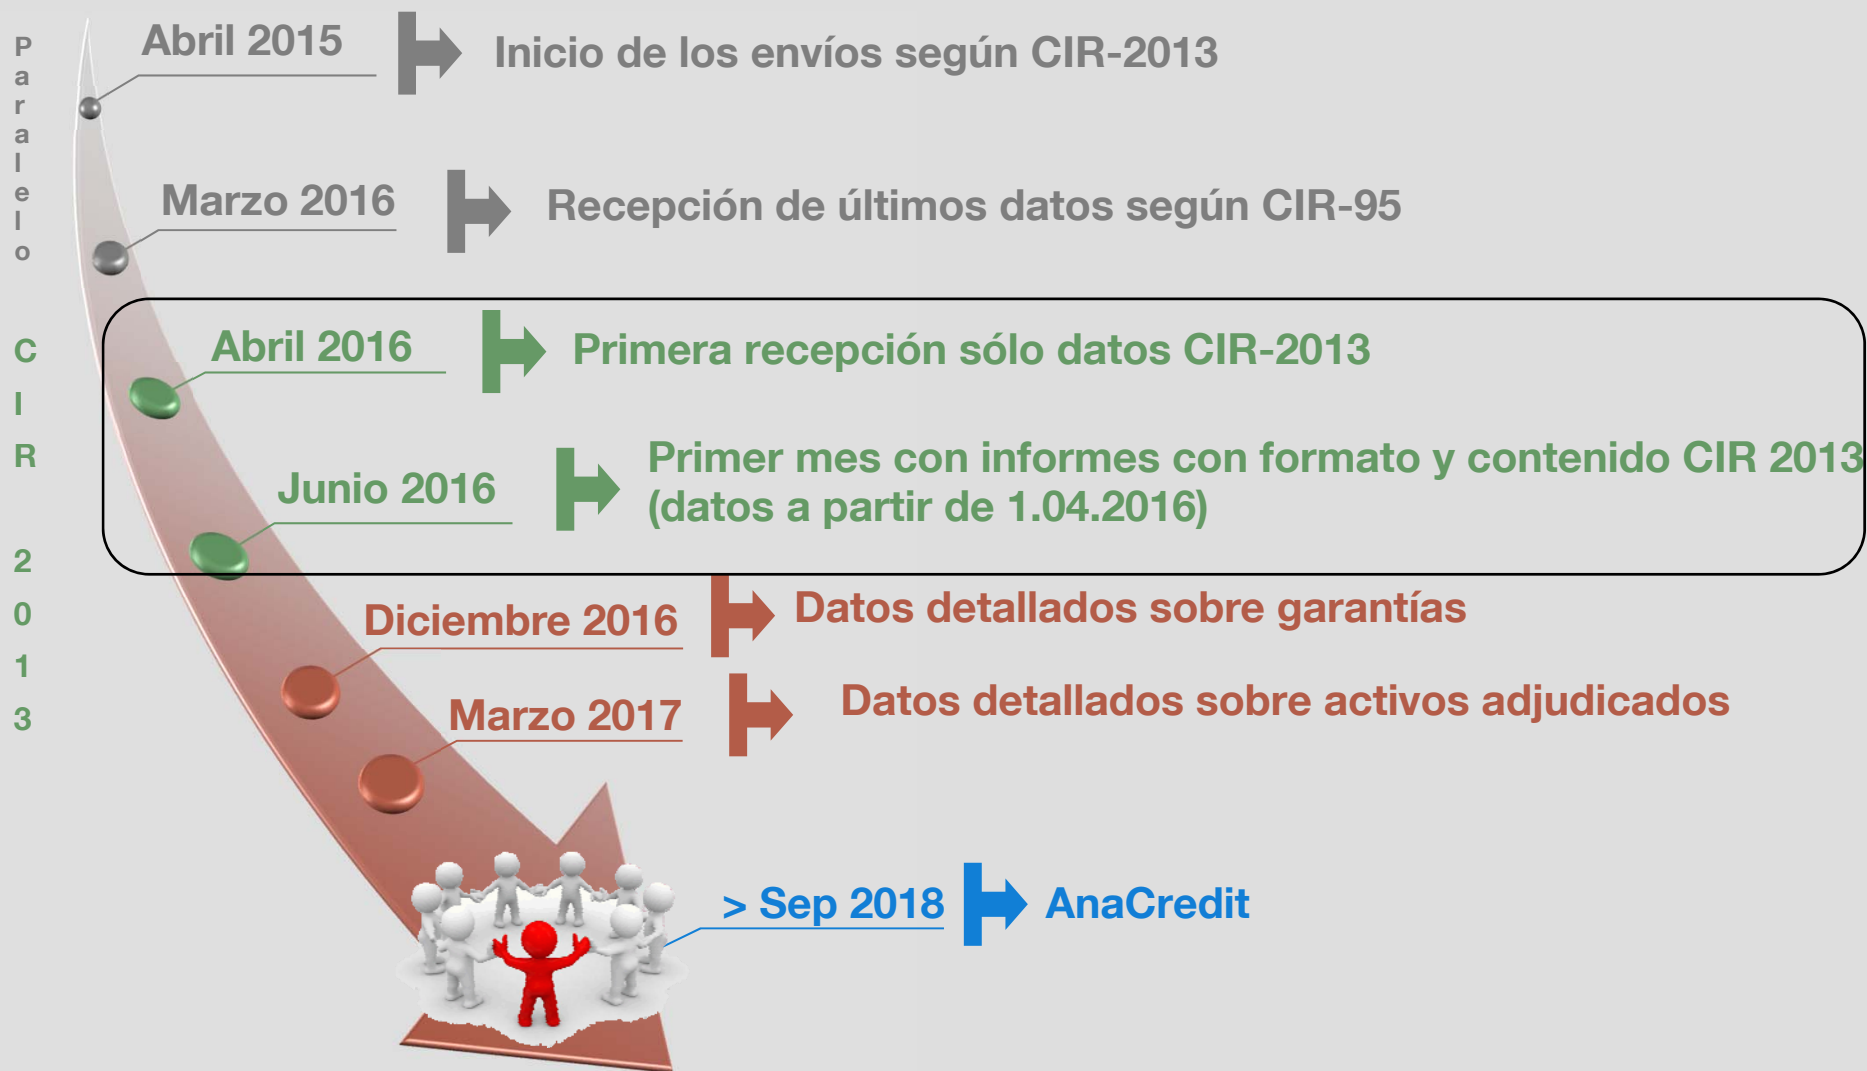 Paralelo
Abril 2015
Inicio de los envíos según CIR-2013
Marzo 2016
Recepción de últimos datos según CIR-95
CIR 2013
Abril 2016
Primera recepción sólo datos CIR-2013
Junio 2016
Primer mes con informes con formato y contenido CIR 2013
(datos a partir de 1.04.2016)
Diciembre 2016
Datos detallados sobre garantías
Marzo 2017
Datos detallados sobre activos adjudicados
> Sep 2018
AnaCredit